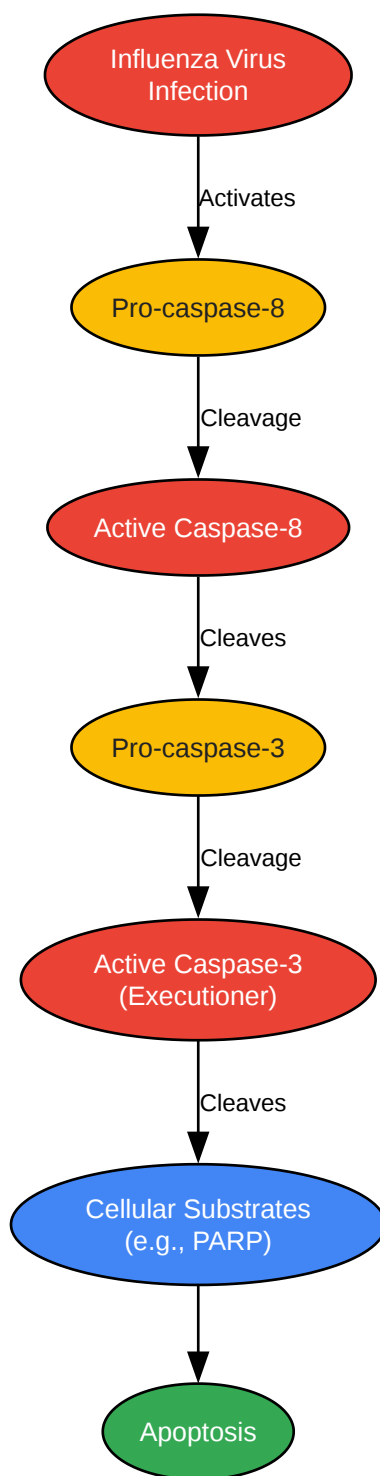 Influenza Virus
Infection
Activates
Pro-caspase-8
Cleavage
Active Caspase-8
Cleaves
Pro-caspase-3
Cleavage
Active Caspase-3
(Executioner)
Cleaves
Cellular Substrates
(e.g., PARP)
Apoptosis